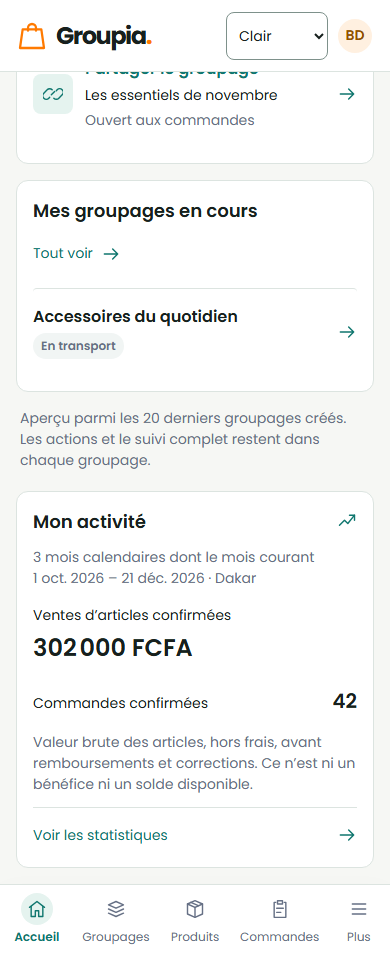 Groupia.
Clair
BD
Partager le groupage
Les essentiels de novembre
Ouvert aux commandes
Mes groupages en cours
Tout voir
Accessoires du quotidien
En transport
Aperçu parmi les 20 derniers groupages créés.
Les actions et le suivi complet restent dans
chaque groupage.
Mon activité
3 mois calendaires dont le mois courant
1 oct. 2026 – 21 déc. 2026 · Dakar
Ventes d’articles confirmées
302 000 FCFA
Commandes confirmées
42
Valeur brute des articles, hors frais, avant
remboursements et corrections. Ce n’est ni un
bénéfice ni un solde disponible.
Voir les statistiques
Accueil
Groupages
Produits
Commandes
Plus